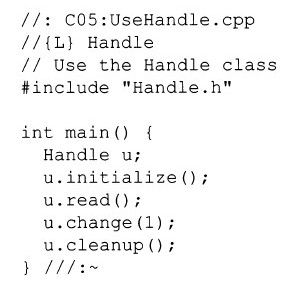 //: C05:UseHandle.cpp
//{L} Handle
// Use the Handle class
#include "Handle.h"

int main() {
  Handle u;
  u.initialize();
  u.read();
  u.change(1);
  u.cleanup();
} ///:~